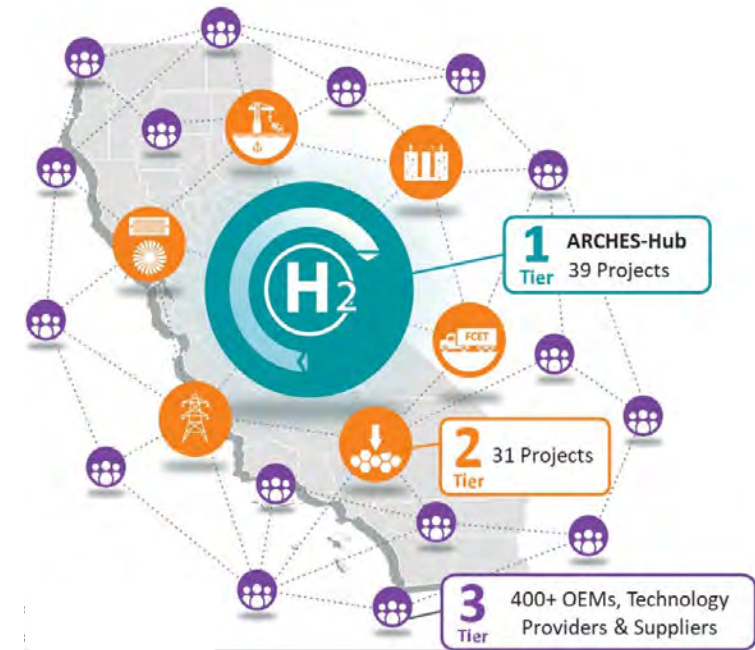 H2
1 ARCHES-Hub
Tier 39 Projects
FCET
2 31 Projects
Tier
3 400+ OEMs, Technology
Tier Providers & Suppliers